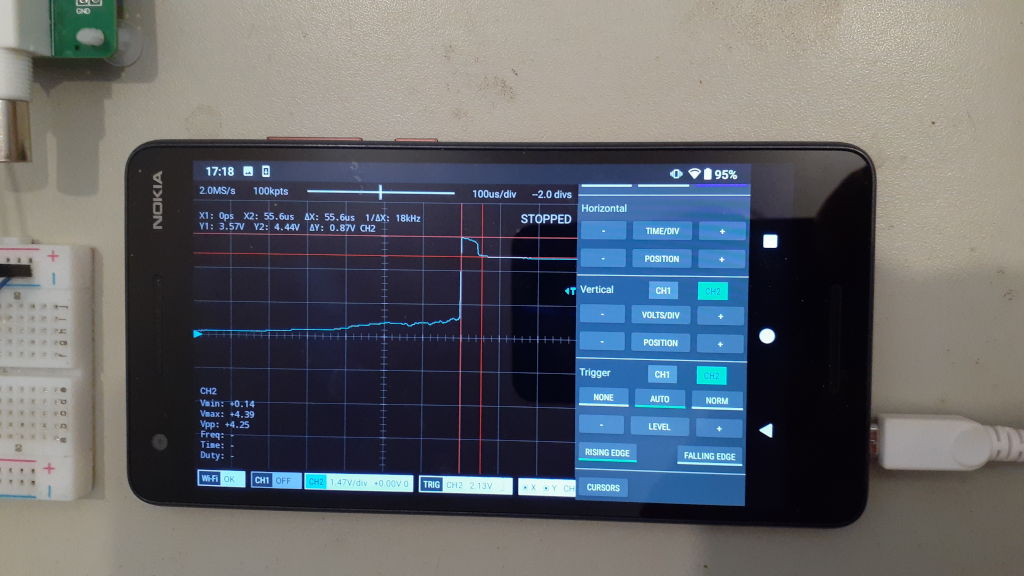 GND
NOKIA
17:18
95%
2.0MS/s 100kpts 100us/div −2.0 divs
X1: 0ps X2: 55.6us ΔX: 55.6us 1/ΔX: 18kHz
Y1: 3.57V Y2: 4.44V ΔY: 0.87V CH2
STOPPED
T
CH2
Vmin: +0.14
Vmax: +4.39
Vpp: +4.25
Freq: -
Time: -
Duty: -
Wi-Fi OK CH1 OFF CH2 1.47V/div +0.00V 0 TRIG CH2 2.13V X Y CH
Horizontal
- TIME/DIV +
- POSITION +
Vertical CH1 CH2
- VOLTS/DIV +
- POSITION +
Trigger CH1 CH2
NONE AUTO NORM
- LEVEL +
RISING EDGE FALLING EDGE
CURSORS
+
−
+